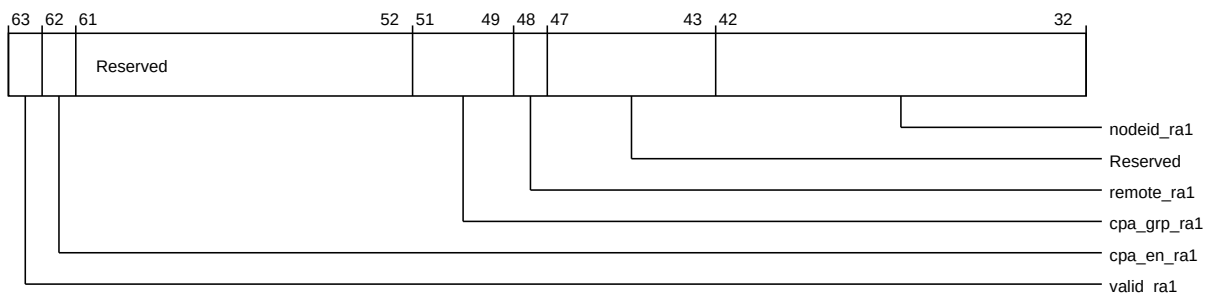 63 62 61 52 51 49 48 47 43 42 32
Reserved
nodeid_ra1
Reserved
remote_ra1
cpa_grp_ra1
cpa_en_ra1
valid_ra1